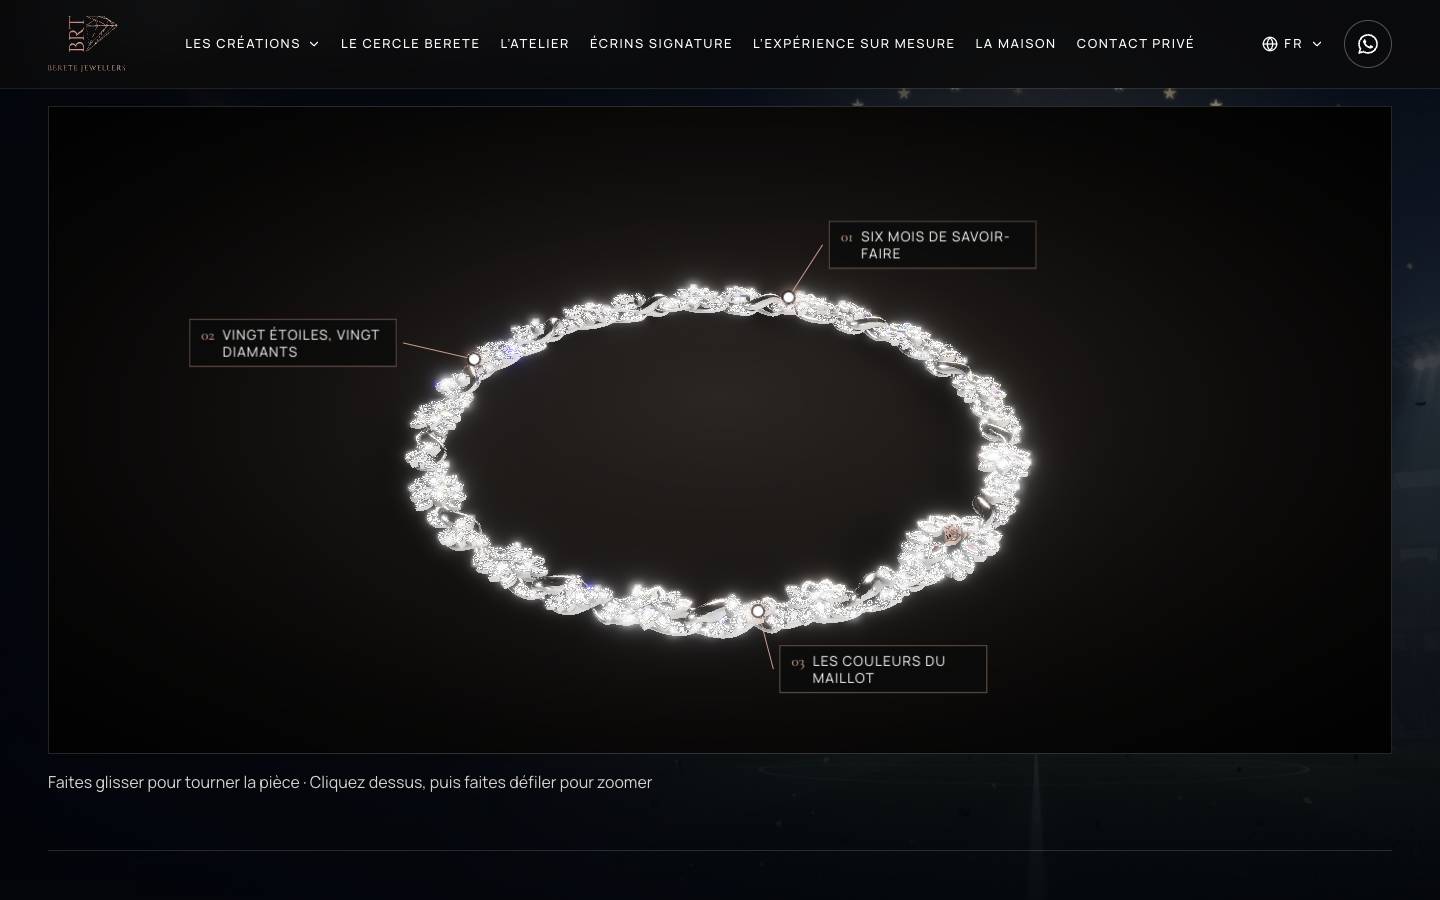 BRT
BERETE JEWELLERS
LES CRÉATIONS
LE CERCLE BERETE
L'ATELIER
ÉCRINS SIGNATURE
L'EXPÉRIENCE SUR MESURE
LA MAISON
CONTACT PRIVÉ
FR
01 SIX MOIS DE SAVOIR-
FAIRE
02 VINGT ÉTOILES, VINGT
DIAMANTS
03 LES COULEURS DU
MAILLOT
Faites glisser pour tourner la pièce · Cliquez dessus, puis faites défiler pour zoomer